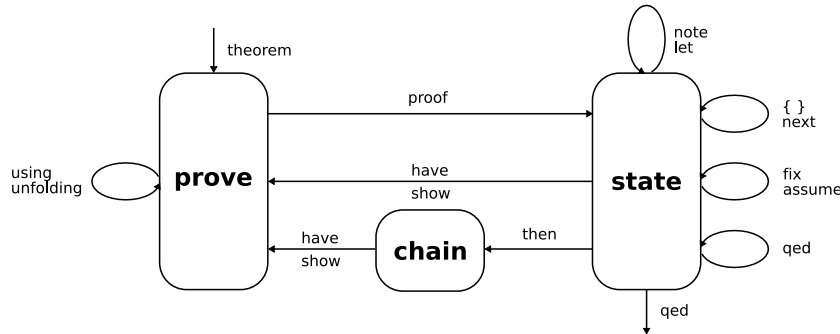 note
let
theorem
proof
{ }
next
using
unfolding
prove
have
show
state
fix
assume
have
show
chain
then
qed
qed